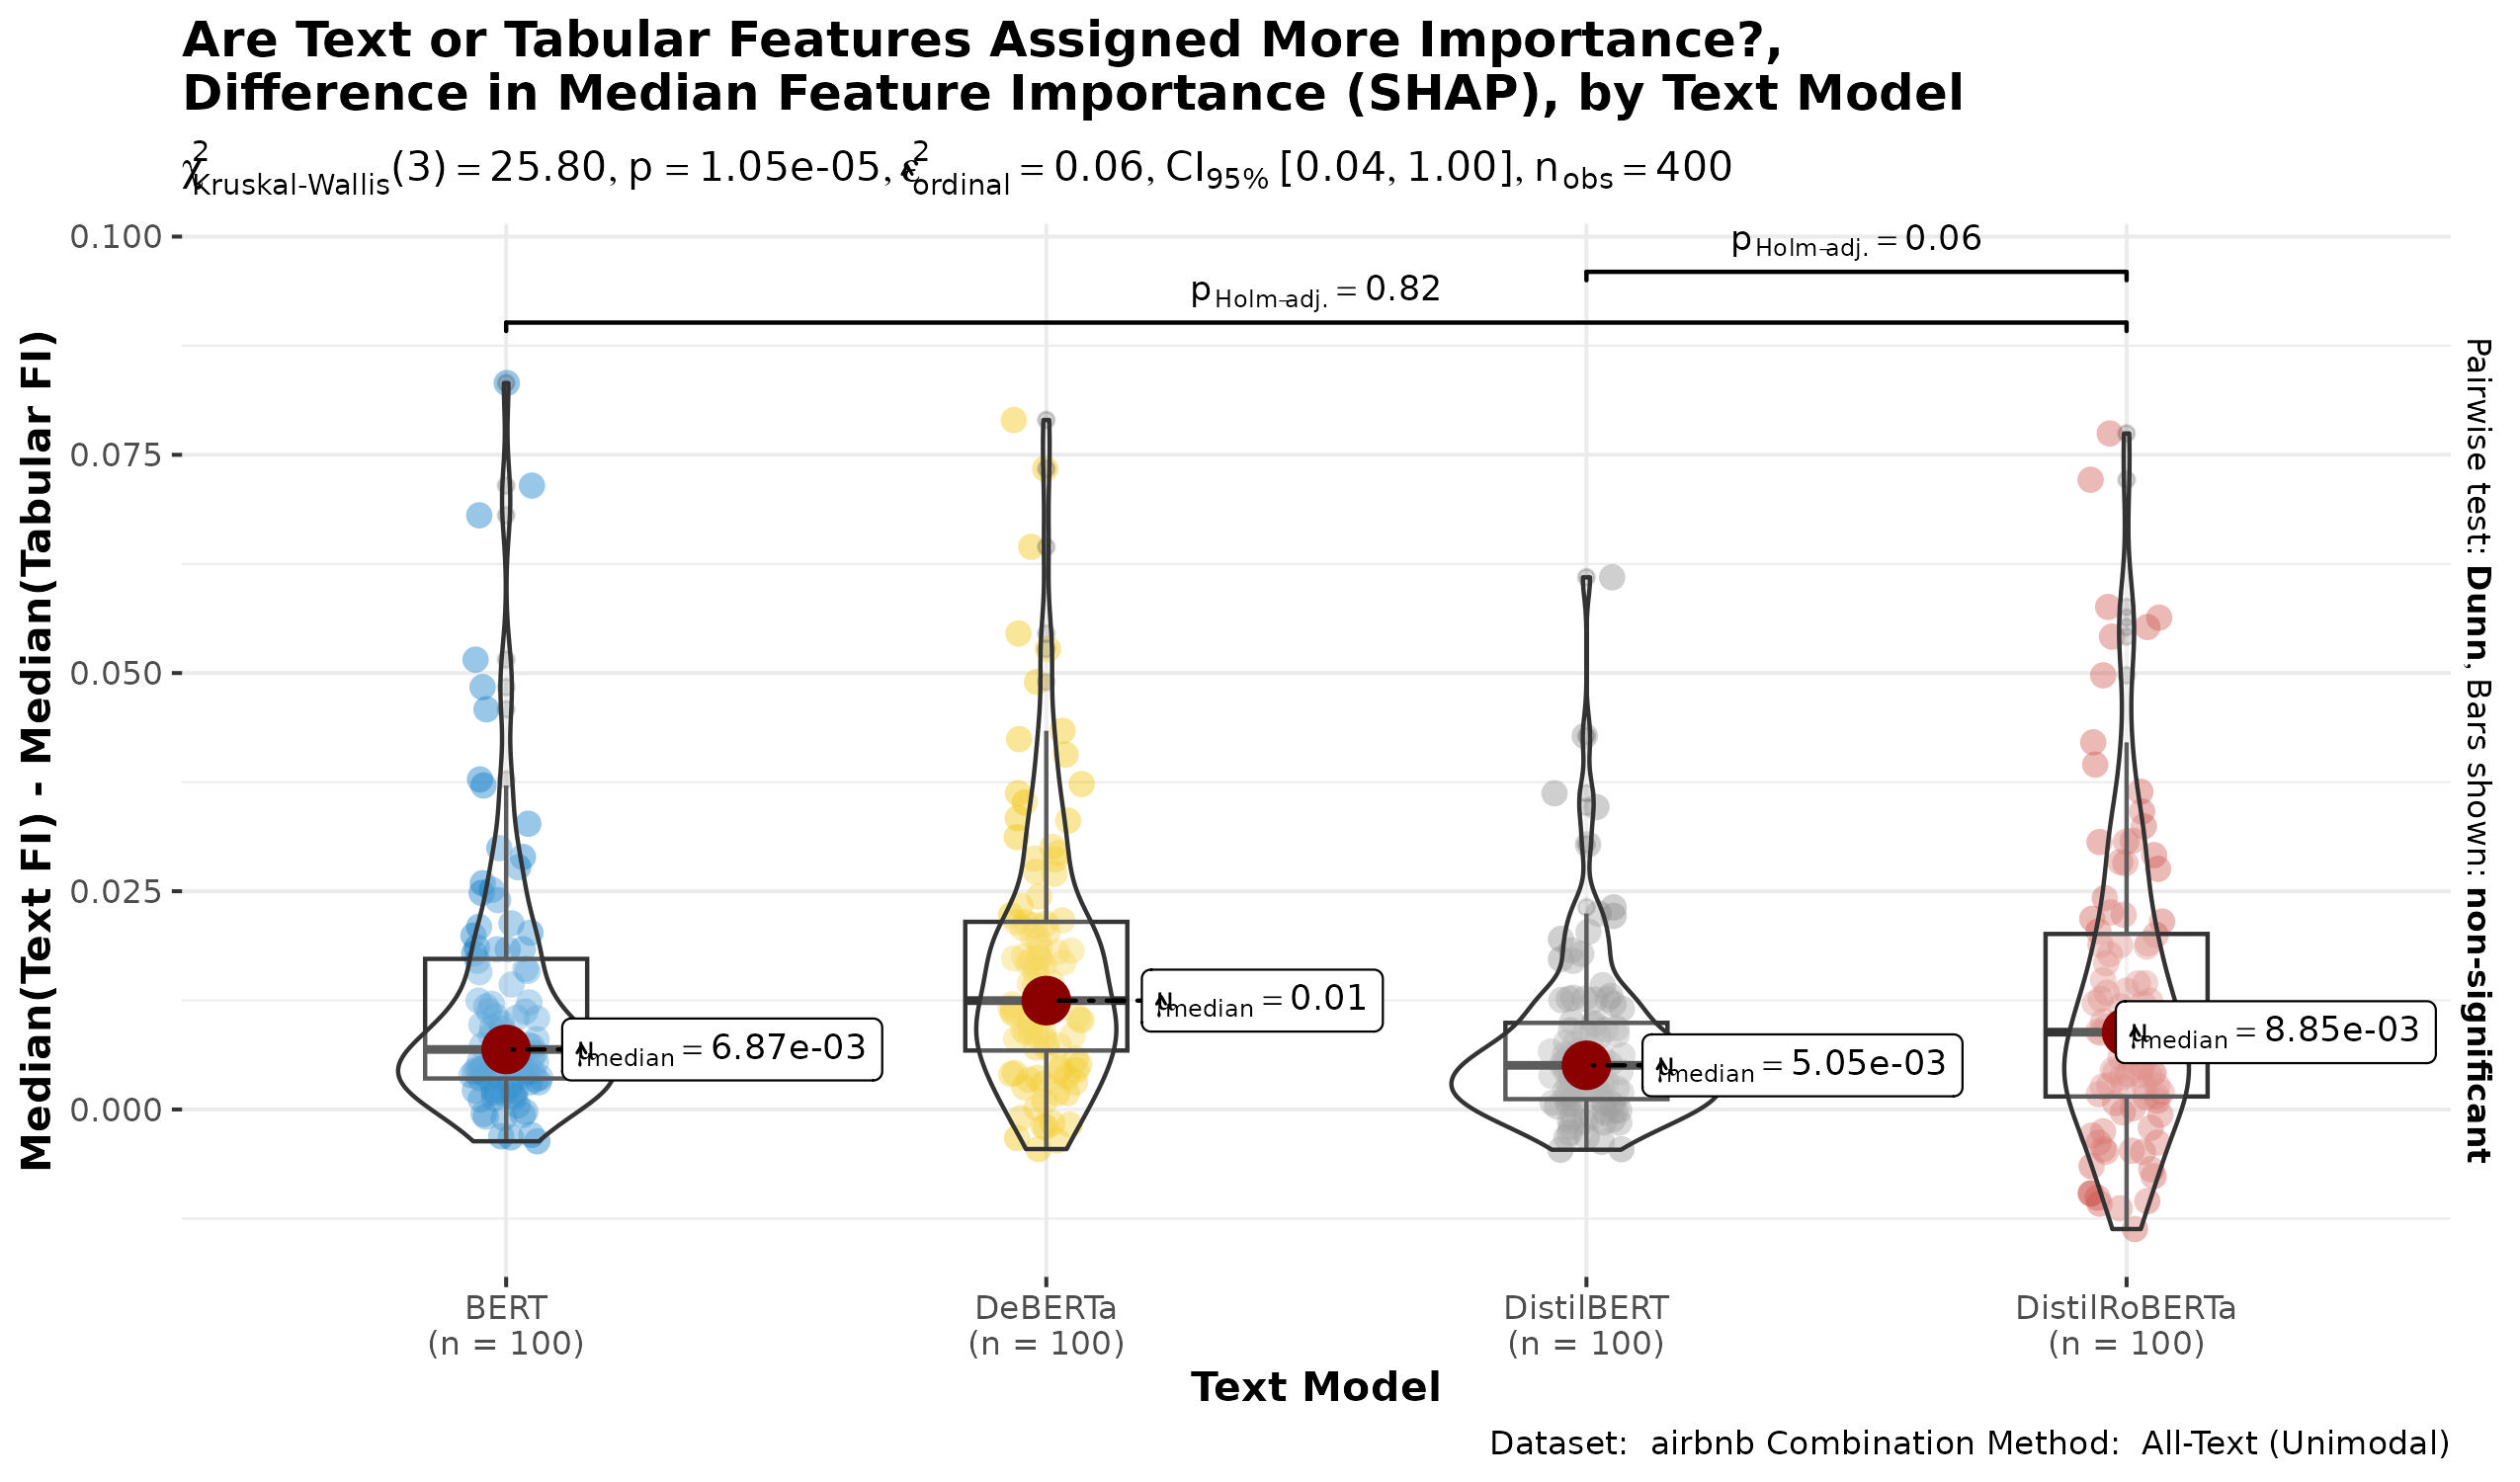 Are Text or Tabular Features Assigned More Importance?,
Difference in Median Feature Importance (SHAP), by Text Model
χ²Kruskal-Wallis(3) = 25.80, p = 1.05e-05, ε²ordinal = 0.06, CI95% [0.04, 1.00], nobs = 400
Median(Text FI) - Median(Tabular FI)
0.100
0.075
0.050
0.025
0.000
pHolm-adj. = 0.06
pHolm-adj. = 0.82
μ̂median = 6.87e-03
μ̂median = 0.01
μ̂median = 5.05e-03
μ̂median = 8.85e-03
Pairwise test: Dunn, Bars shown: non-significant
BERT
(n = 100)
DeBERTa
(n = 100)
DistilBERT
(n = 100)
DistilRoBERTa
(n = 100)
Text Model
Dataset:  airbnb Combination Method:  All-Text (Unimodal)